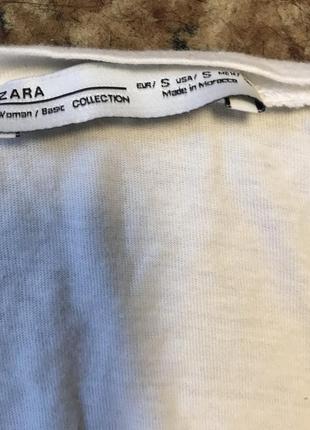 ZARA
Woman / Basic COLLECTION
EUR/ S USA/ S
Made in Morocco